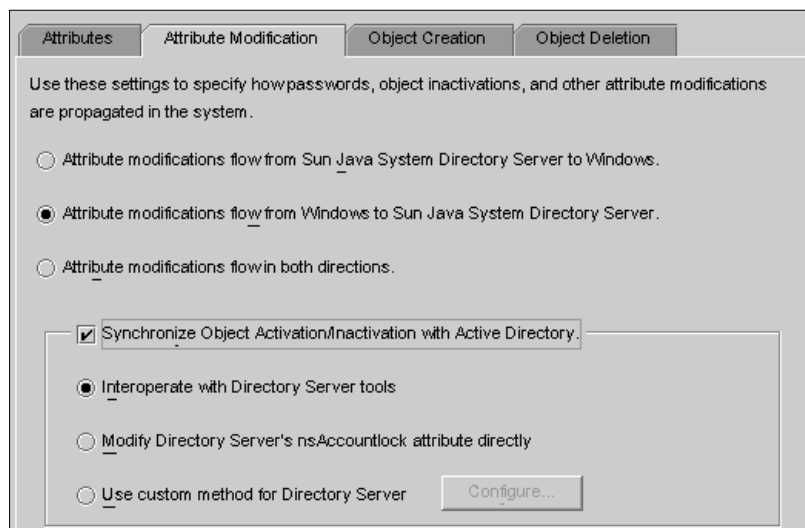 Attributes
Attribute Modification
Object Creation
Object Deletion
Use these settings to specify how passwords, object inactivations, and other attribute modifications
are propagated in the system.
Attribute modifications flow from Sun Java System Directory Server to Windows.
Attribute modifications flow from Windows to Sun Java System Directory Server.
Attribute modifications flow in both directions.
Synchronize Object Activation/Inactivation with Active Directory.
Interoperate with Directory Server tools
Modify Directory Server's nsAccountlock attribute directly
Use custom method for Directory Server
Configure...